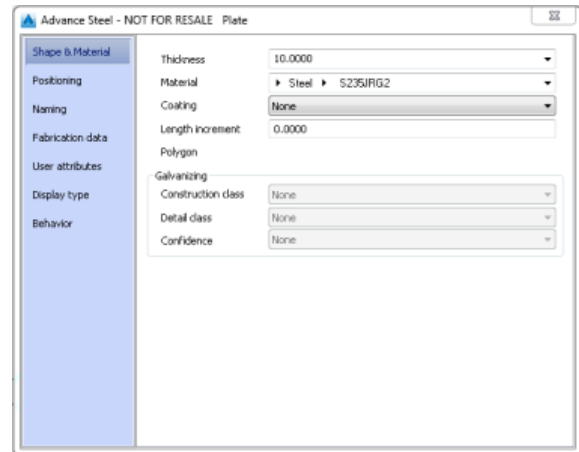 Advance Steel - NOT FOR RESALE Plate
Shape & Material
Positioning
Naming
Fabrication data
User attributes
Display type
Behavior
Thickness 10.0000
Material Steel S235JRG2
Coating None
Length increment 0.0000
Polygon
Galvanizing
Construction class None
Detail class None
Confidence None